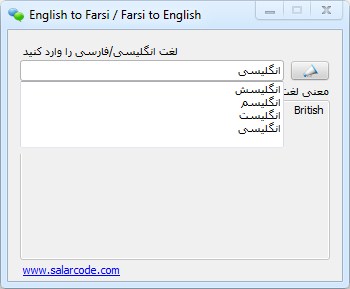 English to Farsi / Farsi to English
لغت انگلیسی/فارسی را وارد کنید
انگلیسی
انگلیسش
انگلیسم
انگلیست
انگلیسی
معنی لغت
British
www.salarcode.com